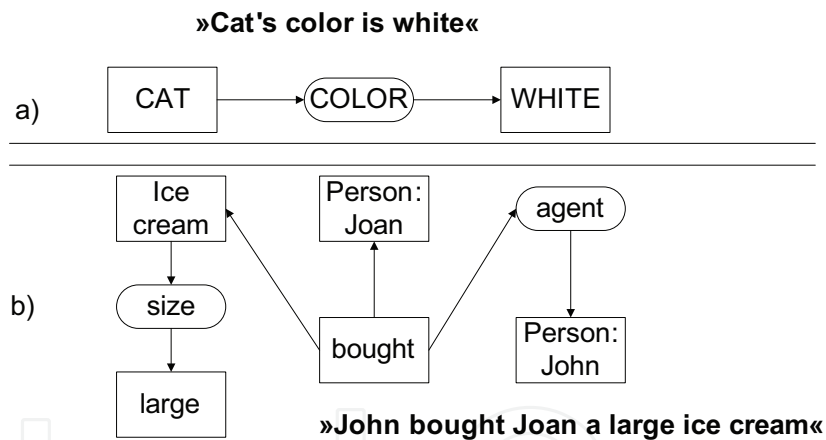 »Cat's color is white«
a)
CAT
COLOR
WHITE
Ice
cream
Person:
Joan
agent
b)
size
bought
Person:
John
large
»John bought Joan a large ice cream«